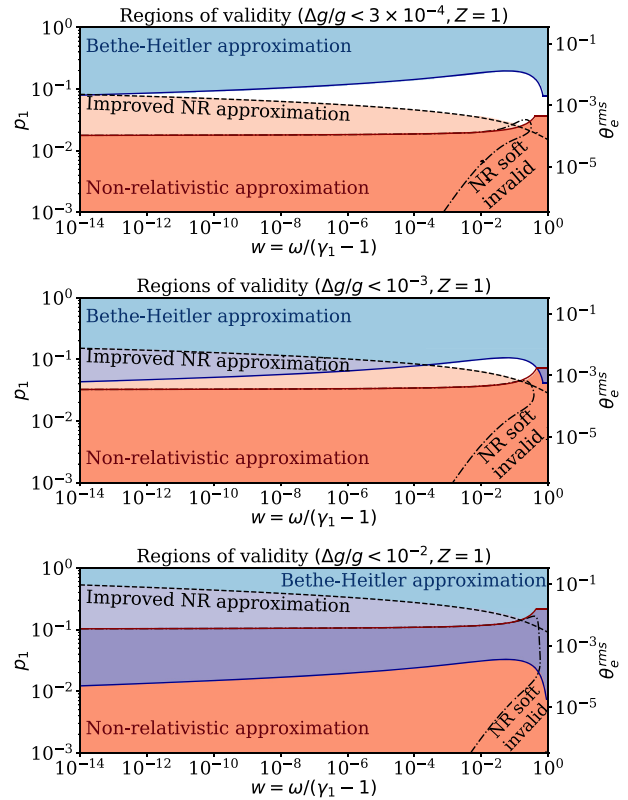 Regions of validity (Δg/g < 3 × 10⁻⁴, Z = 1)
10⁰
10⁻¹
10⁻²
10⁻³
p₁
Bethe-Heitler approximation
Improved NR approximation
Non-relativistic approximation
NR soft
invalid
10⁻¹
10⁻³
10⁻⁵
θₑʳᵐˢ
10⁻¹⁴ 10⁻¹² 10⁻¹⁰ 10⁻⁸ 10⁻⁶ 10⁻⁴ 10⁻² 10⁰
w = ω/(γ₁ − 1)
Regions of validity (Δg/g < 10⁻³, Z = 1)
10⁰
10⁻¹
10⁻²
10⁻³
p₁
Bethe-Heitler approximation
Improved NR approximation
Non-relativistic approximation
NR soft
invalid
10⁻¹
10⁻³
10⁻⁵
θₑʳᵐˢ
10⁻¹⁴ 10⁻¹² 10⁻¹⁰ 10⁻⁸ 10⁻⁶ 10⁻⁴ 10⁻² 10⁰
w = ω/(γ₁ − 1)
Regions of validity (Δg/g < 10⁻², Z = 1)
10⁰
10⁻¹
10⁻²
10⁻³
p₁
Bethe-Heitler approximation
Improved NR approximation
Non-relativistic approximation
NR soft
invalid
10⁻¹
10⁻³
10⁻⁵
θₑʳᵐˢ
10⁻¹⁴ 10⁻¹² 10⁻¹⁰ 10⁻⁸ 10⁻⁶ 10⁻⁴ 10⁻² 10⁰
w = ω/(γ₁ − 1)